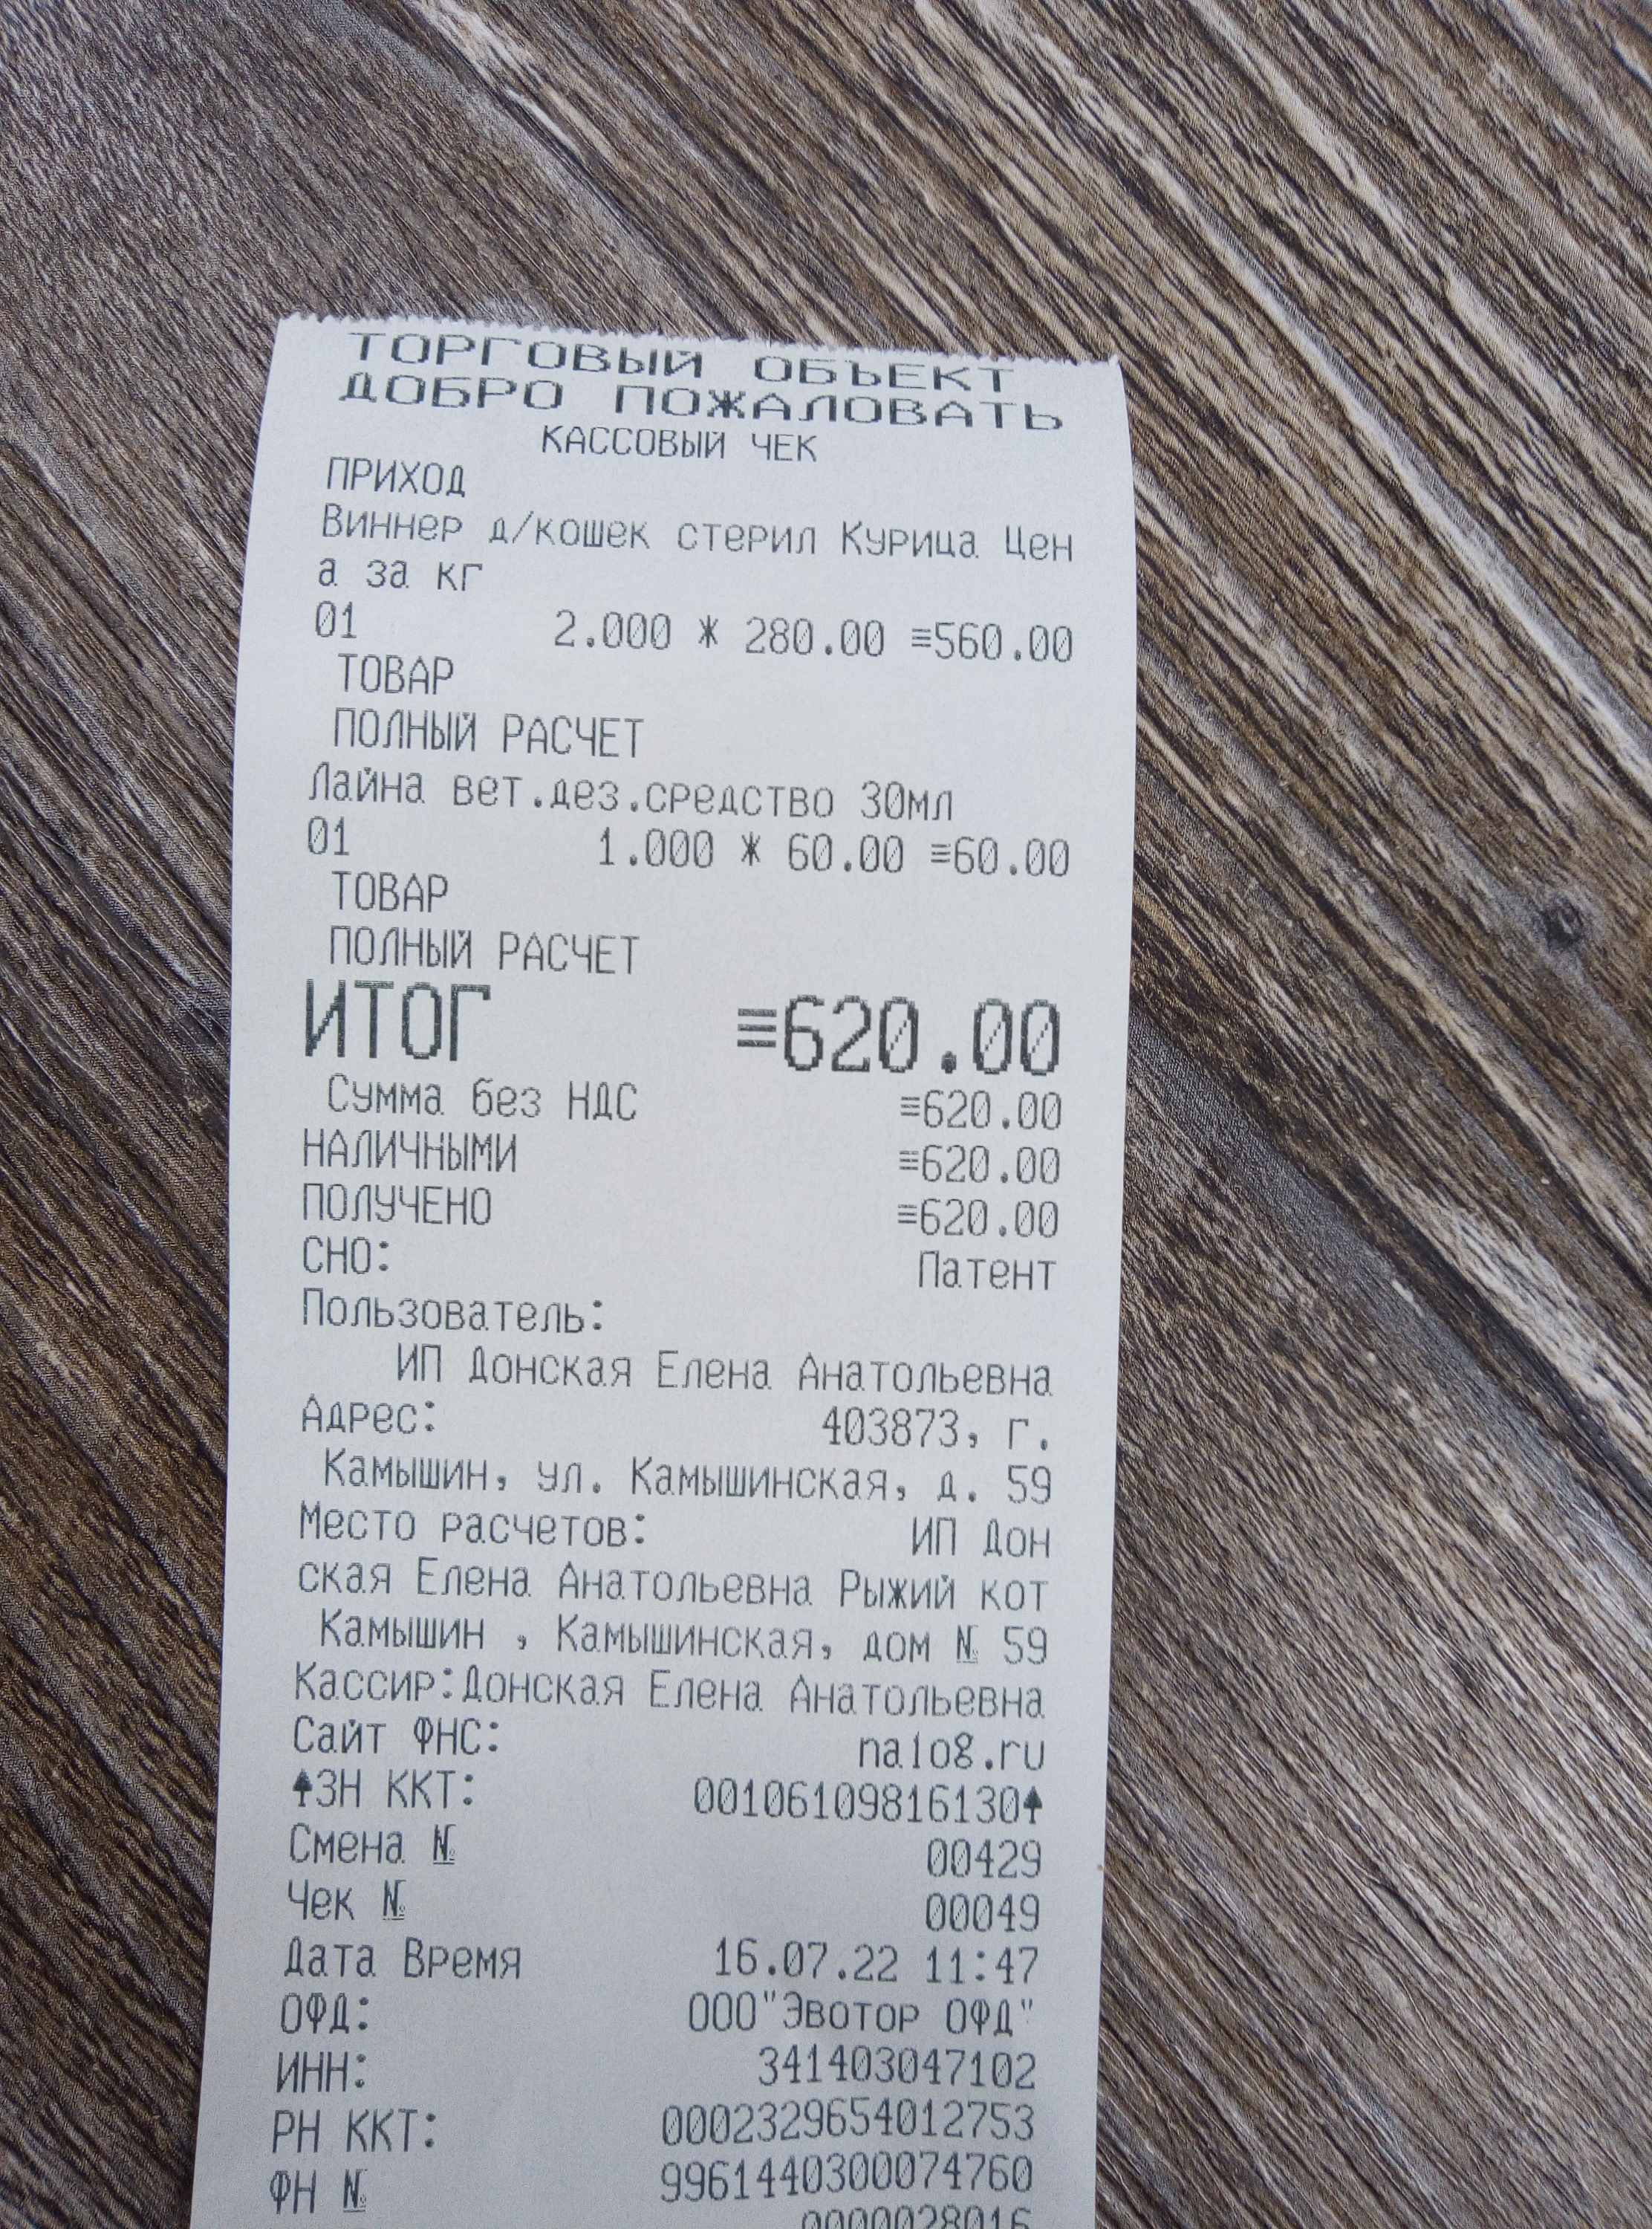 ТОРГОВЫЙ ОБЪЕКТ
ДОБРО ПОЖАЛОВАТЬ
КАССОВЫЙ ЧЕК
ПРИХОД
Виннер д/кошек стерил Курица Цен
а за кг
01 2.000 * 280.00 ≡560.00
ТОВАР
ПОЛНЫЙ РАСЧЕТ
Лайна вет.дез.средство 30мл
01 1.000 * 60.00 ≡60.00
ТОВАР
ПОЛНЫЙ РАСЧЕТ
ИТОГ ≡620.00
Сумма без НДС ≡620.00
НАЛИЧНЫМИ ≡620.00
ПОЛУЧЕНО ≡620.00
СНО: Патент
Пользователь:
ИП Донская Елена Анатольевна
Адрес: 403873, г.
Камышин, ул. Камышинская, д. 59
Место расчетов: ИП Дон
ская Елена Анатольевна Рыжий кот
Камышин , Камышинская, дом № 59
Кассир:Донская Елена Анатольевна
Сайт ФНС: nalog.ru
♠ЗН ККТ: 00106109816130♠
Смена № 00429
Чек № 00049
Дата Время 16.07.22 11:47
ОФД: ООО"Эвотор ОФД"
ИНН: 341403047102
РН ККТ: 0002329654012753
ФН № 9961440300074760
0000028016